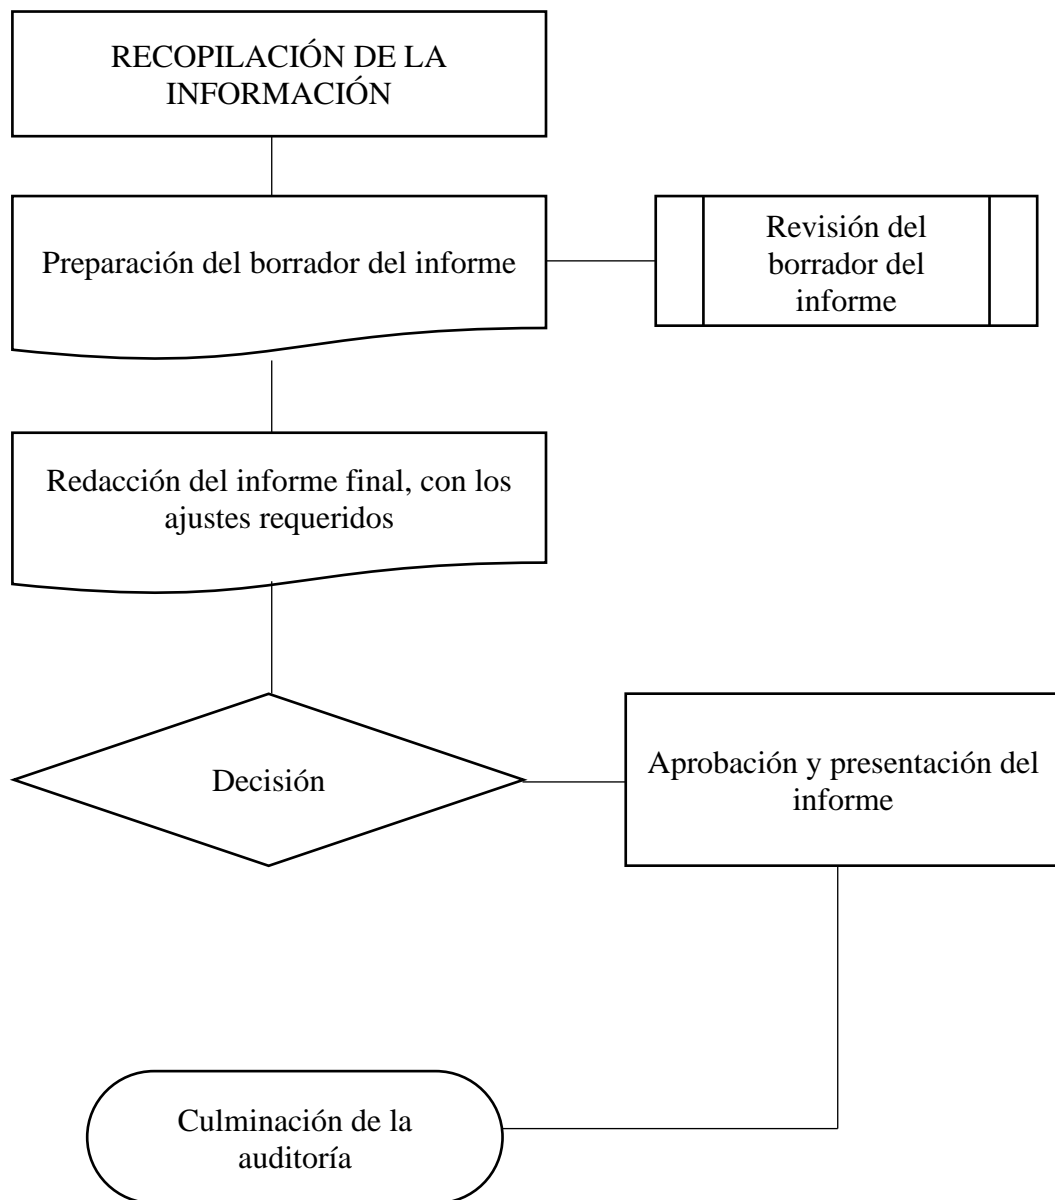 RECOPILACIÓN DE LA
INFORMACIÓN
Preparación del borrador del informe
Revisión del
borrador del
informe
Redacción del informe final, con los
ajustes requeridos
Decisión
Aprobación y presentación del
informe
Culminación de la
auditoría